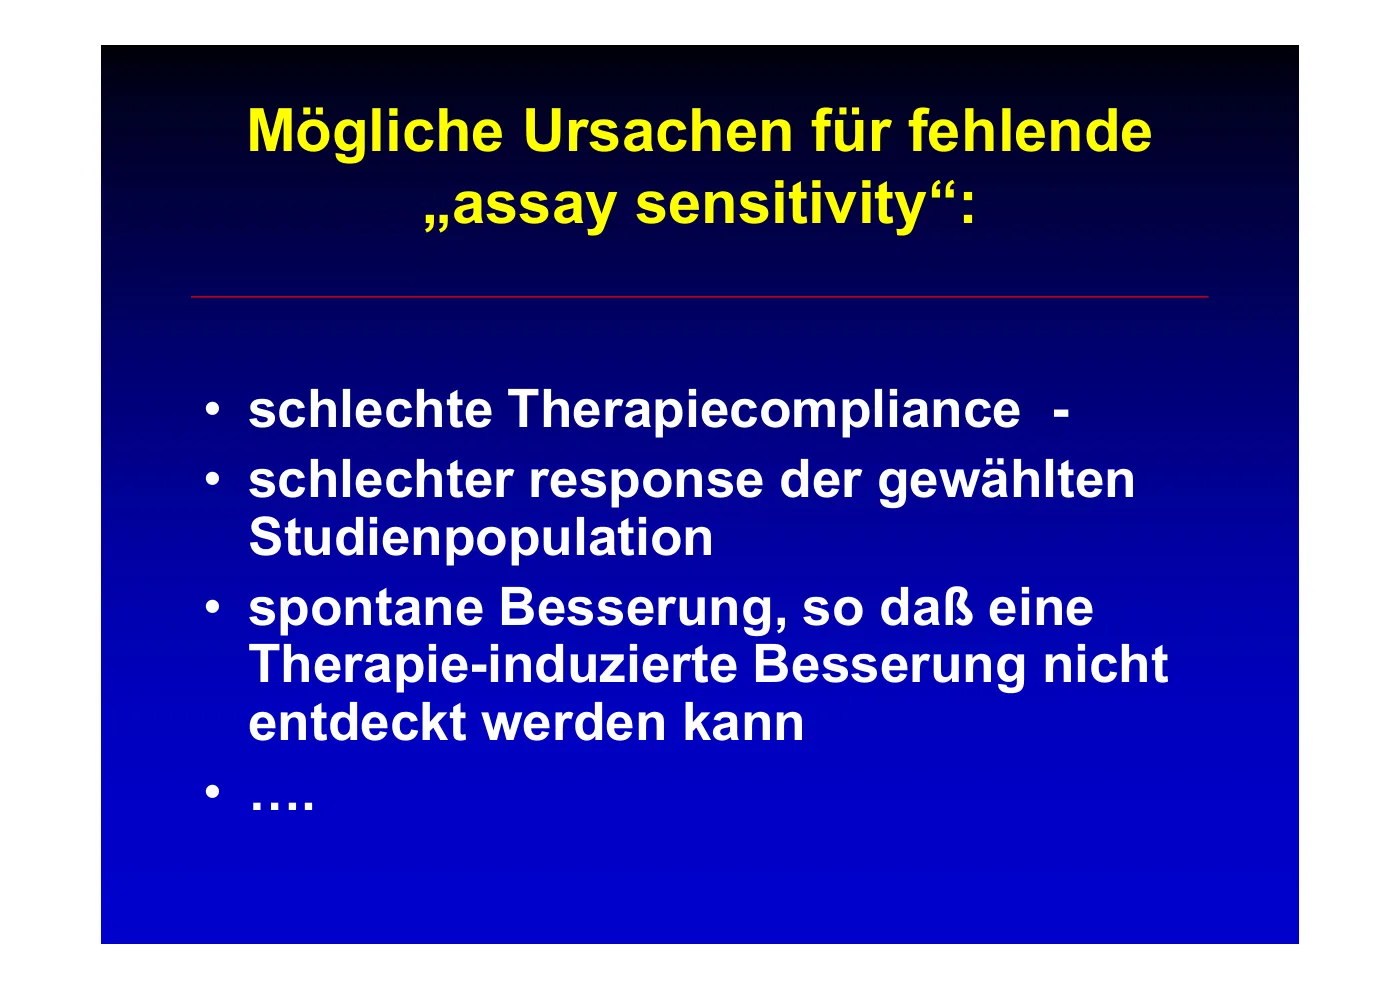 Mögliche Ursachen für fehlende
„assay sensitivity“:
• schlechte Therapiecompliance  -
• schlechter response der gewählten
Studienpopulation
• spontane Besserung, so daß eine
Therapie-induzierte Besserung nicht
entdeckt werden kann
• ….